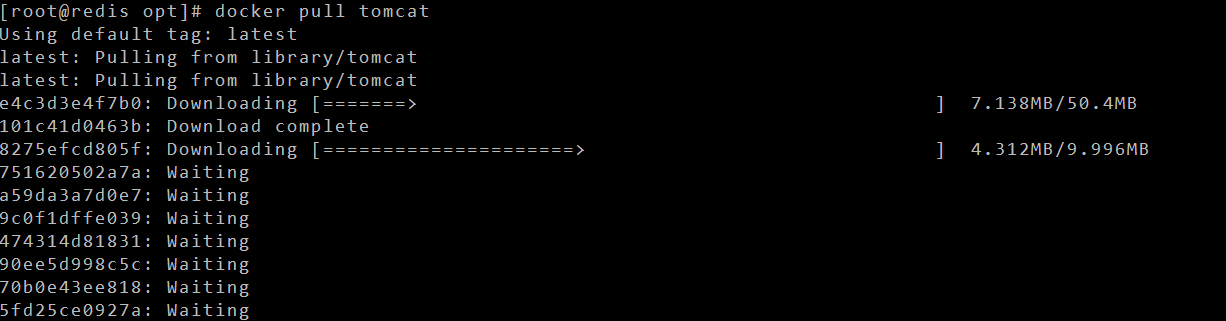 [root@redis opt]# docker pull tomcat
Using default tag: latest
latest: Pulling from library/tomcat
latest: Pulling from library/tomcat
e4c3d3e4f7b0: Downloading [=======>                                           ]  7.138MB/50.4MB
101c41d0463b: Download complete
8275efcd805f: Downloading [=====================>                             ]  4.312MB/9.996MB
751620502a7a: Waiting
a59da3a7d0e7: Waiting
9c0f1dffe039: Waiting
474314d81831: Waiting
90ee5d998c5c: Waiting
70b0e43ee818: Waiting
5fd25ce0927a: Waiting